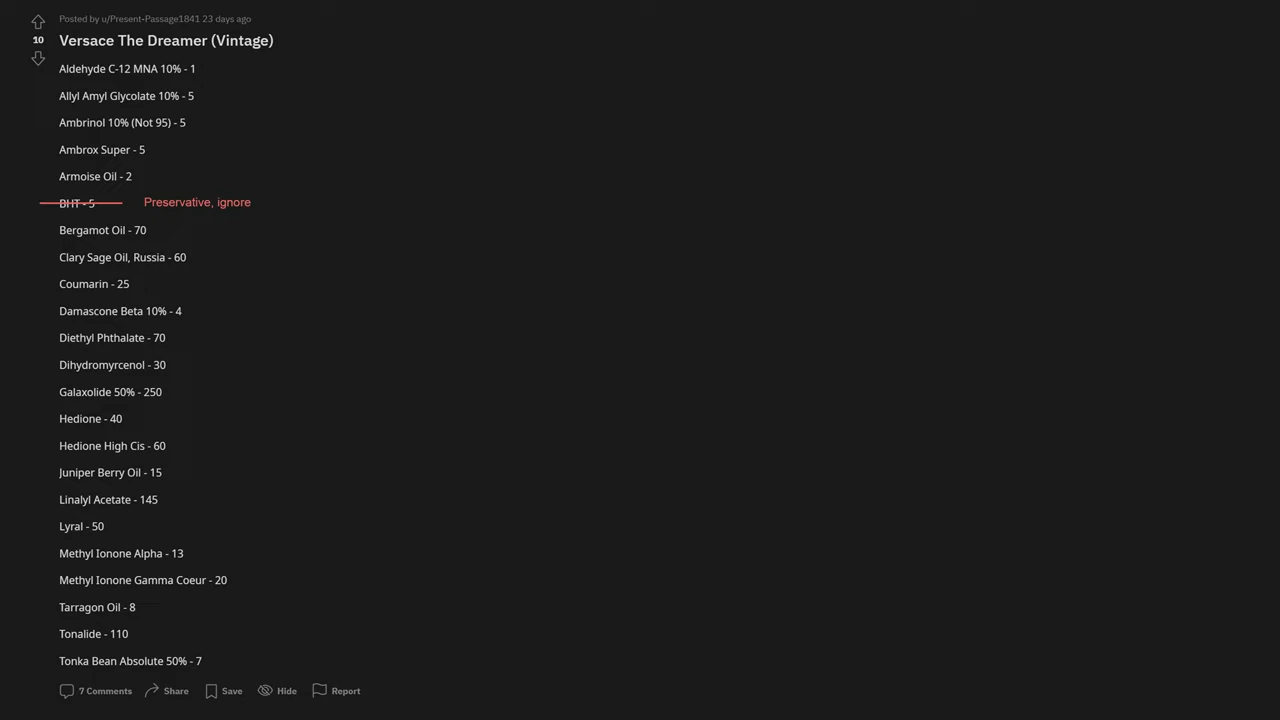 Posted by u/Present-Passage1841 23 days ago
10
Versace The Dreamer (Vintage)
Aldehyde C-12 MNA 10% - 1
Allyl Amyl Glycolate 10% - 5
Ambrinol 10% (Not 95) - 5
Ambrox Super - 5
Armoise Oil - 2
BHT - 5 Preservative, ignore
Bergamot Oil - 70
Clary Sage Oil, Russia - 60
Coumarin - 25
Damascone Beta 10% - 4
Diethyl Phthalate - 70
Dihydromyrcenol - 30
Galaxolide 50% - 250
Hedione - 40
Hedione High Cis - 60
Juniper Berry Oil - 15
Linalyl Acetate - 145
Lyral - 50
Methyl Ionone Alpha - 13
Methyl Ionone Gamma Coeur - 20
Tarragon Oil - 8
Tonalide - 110
Tonka Bean Absolute 50% - 7
7 Comments Share Save Hide Report